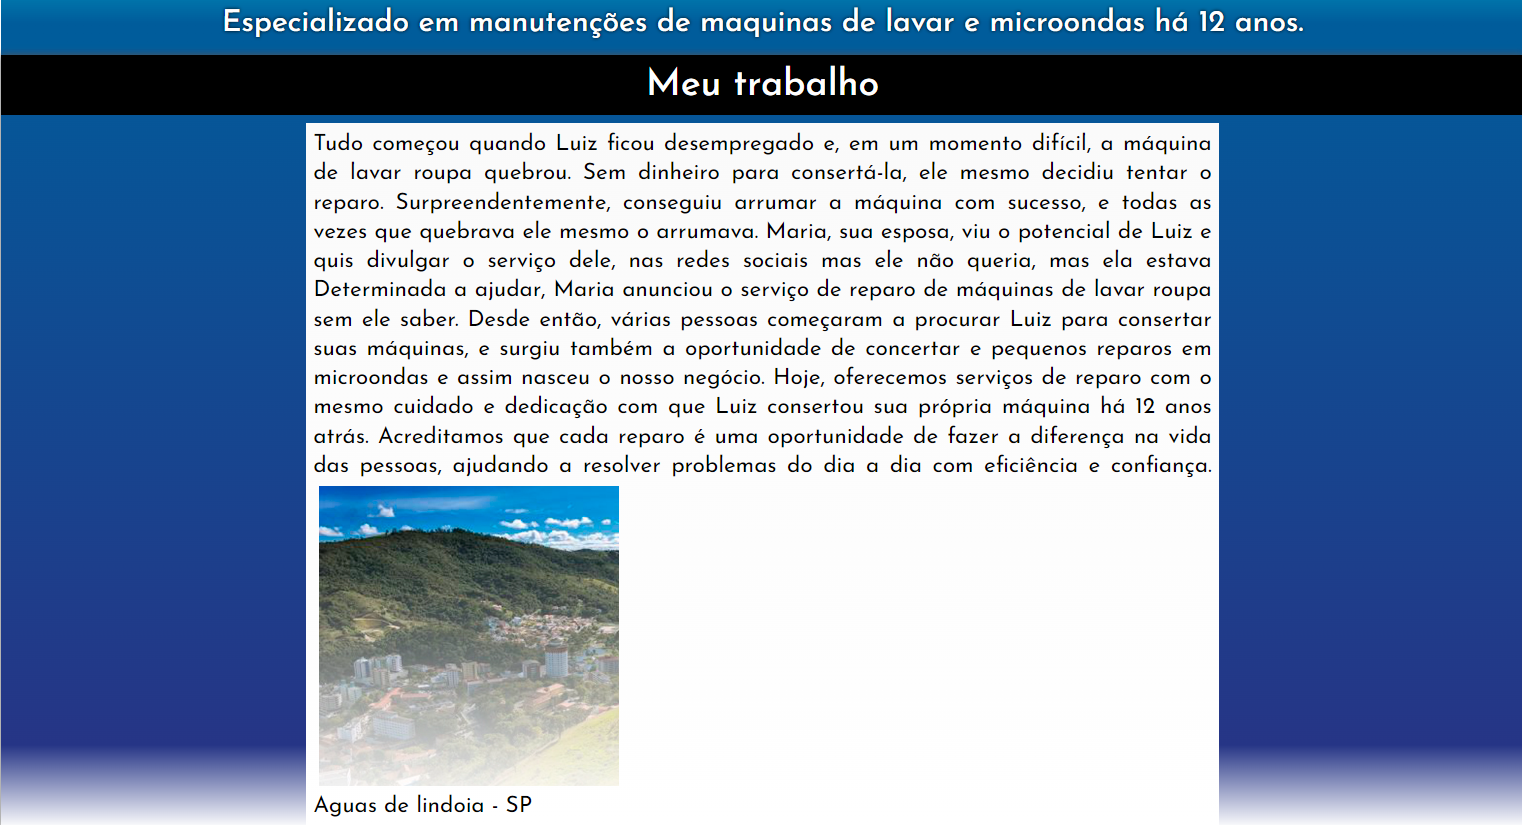 Especializado em manutenções de maquinas de lavar e microondas há 12 anos.
Meu trabalho
Tudo começou quando Luiz ficou desempregado e, em um momento difícil, a máquina
de lavar roupa quebrou. Sem dinheiro para consertá-la, ele mesmo decidiu tentar o
reparo. Surpreendentemente, conseguiu arrumar a máquina com sucesso, e todas as
vezes que quebrava ele mesmo o arrumava. Maria, sua esposa, viu o potencial de Luiz e
quis divulgar o serviço dele, nas redes sociais mas ele não queria, mas ela estava
Determinada a ajudar, Maria anunciou o serviço de reparo de máquinas de lavar roupa
sem ele saber. Desde então, várias pessoas começaram a procurar Luiz para consertar
suas máquinas, e surgiu também a oportunidade de concertar e pequenos reparos em
microondas e assim nasceu o nosso negócio. Hoje, oferecemos serviços de reparo com o
mesmo cuidado e dedicação com que Luiz consertou sua própria máquina há 12 anos
atrás. Acreditamos que cada reparo é uma oportunidade de fazer a diferença na vida
das pessoas, ajudando a resolver problemas do dia a dia com eficiência e confiança.
Aguas de lindoia - SP